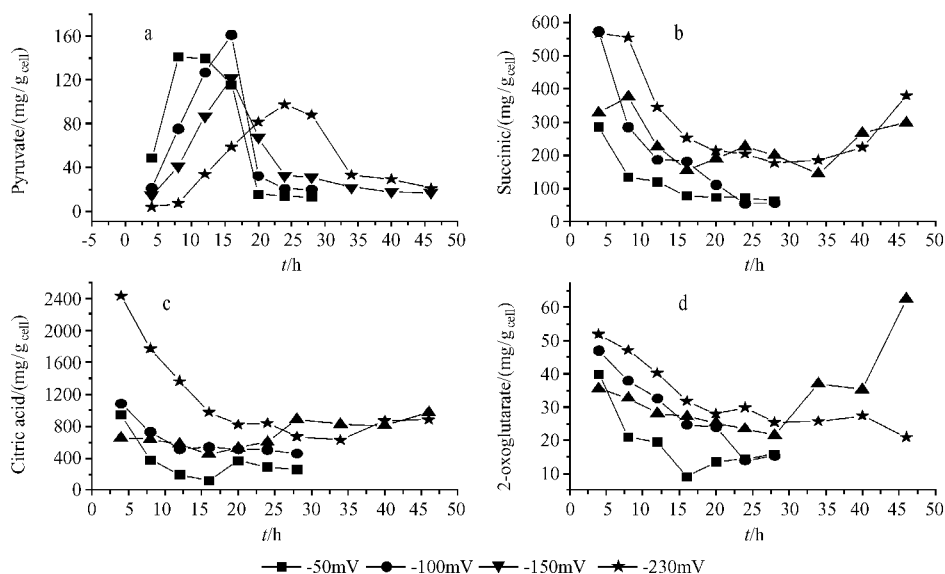 a
Pyruvate/(mg/g cell)
160
120
80
40
0
-5 0 5 10 15 20 25 30 35 40 45 50
t/h
b
Succinic/(mg/g cell)
600
500
400
300
200
100
0
0 5 10 15 20 25 30 35 40 45 50
t/h
c
Citric acid/(mg/g cell)
2400
2000
1600
1200
800
400
0
0 5 10 15 20 25 30 35 40 45 50
t/h
d
2-oxoglutarate/(mg/g cell)
60
50
40
30
20
10
0 5 10 15 20 25 30 35 40 45 50
t/h
-50mV -100mV -150mV -230mV